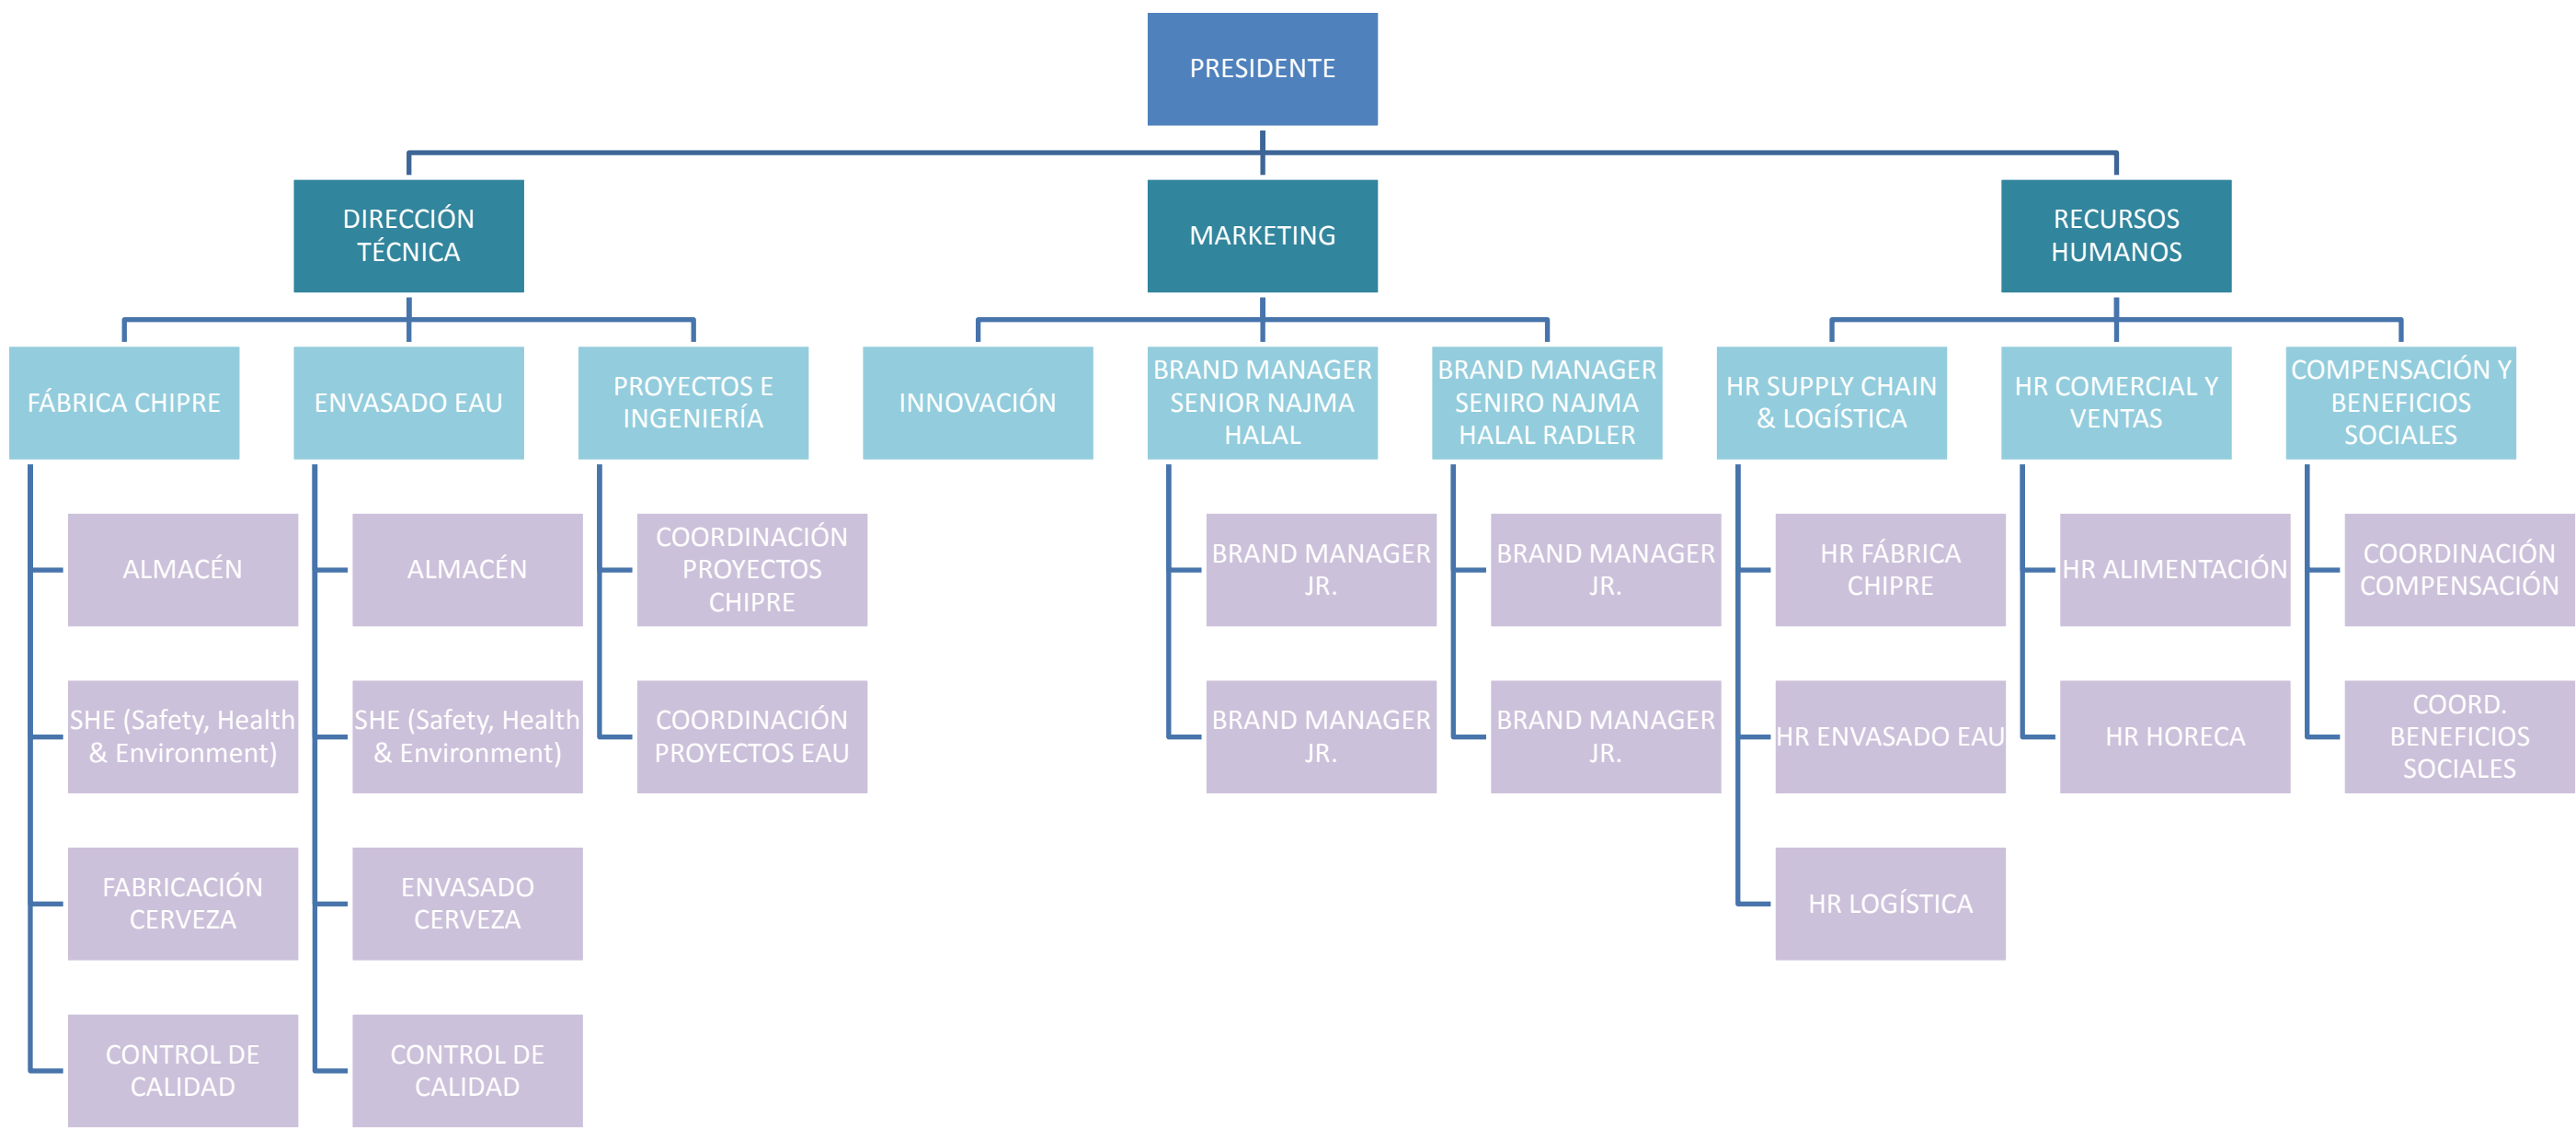 PRESIDENTE
DIRECCIÓN
TÉCNICA
MARKETING
RECURSOS
HUMANOS
FÁBRICA CHIPRE
ENVASADO EAU
PROYECTOS E
INGENIERÍA
INNOVACIÓN
BRAND MANAGER
SENIOR NAJMA
HALAL
BRAND MANAGER
SENIRO NAJMA
HALAL RADLER
HR SUPPLY CHAIN
& LOGÍSTICA
HR COMERCIAL Y
VENTAS
COMPENSACIÓN Y
BENEFICIOS
SOCIALES
ALMACÉN
ALMACÉN
COORDINACIÓN
PROYECTOS
CHIPRE
BRAND MANAGER
JR.
BRAND MANAGER
JR.
HR FÁBRICA
CHIPRE
HR ALIMENTACIÓN
COORDINACIÓN
COMPENSACIÓN
SHE (Safety, Health
& Environment)
SHE (Safety, Health
& Environment)
COORDINACIÓN
PROYECTOS EAU
BRAND MANAGER
JR.
BRAND MANAGER
JR.
HR ENVASADO EAU
HR HORECA
COORD.
BENEFICIOS
SOCIALES
FABRICACIÓN
CERVEZA
ENVASADO
CERVEZA
HR LOGÍSTICA
CONTROL DE
CALIDAD
CONTROL DE
CALIDAD